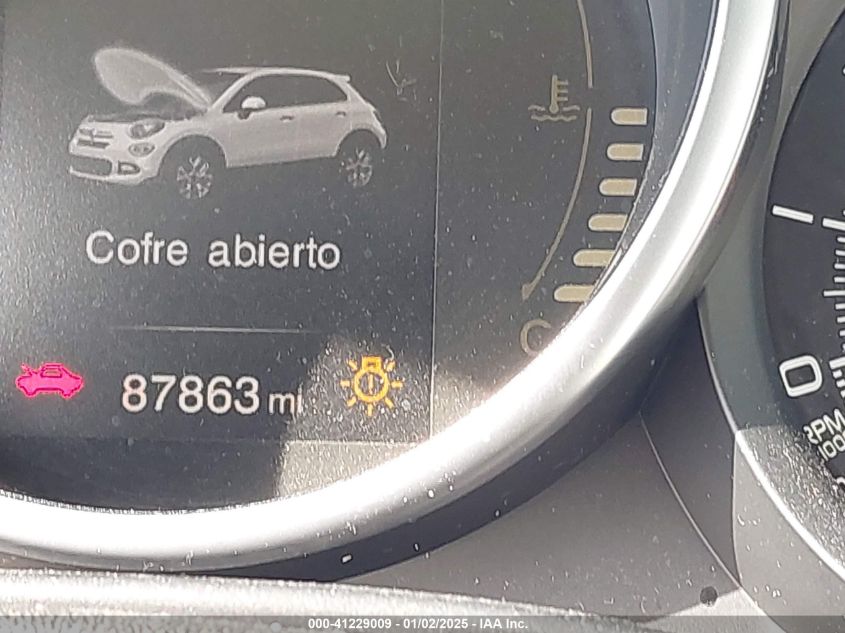 Cofre abierto
87863 mi
C
0
RPM
000-41229009 - 01/02/2025 - IAA Inc.